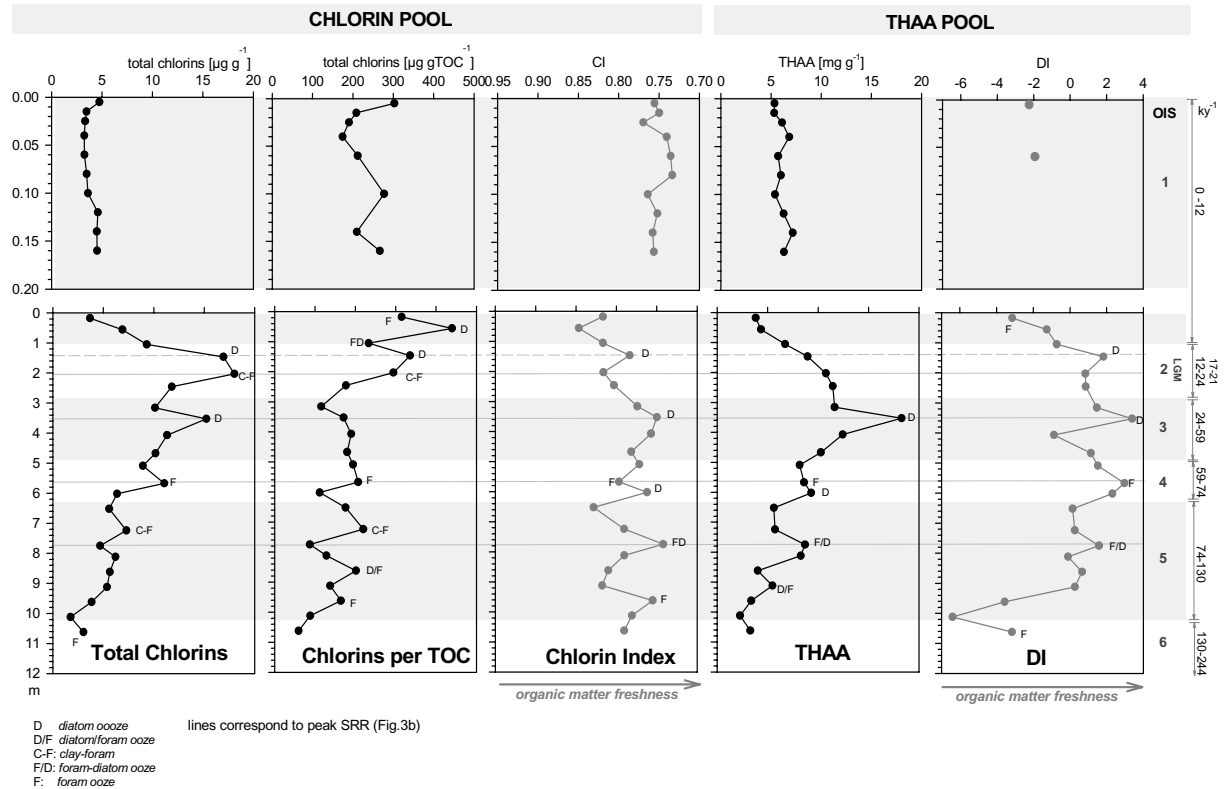 CHLORIN POOL
THAA POOL
total chlorins [µg g-1]
total chlorins [µg gTOC-1]
CI
THAA [mg g-1]
DI
0 5 10 15 20
0 100 200 300 400 500
0.95 0.90 0.85 0.80 0.75 0.70
0 5 10 15 20
-6 -4 -2 0 2 4
0.00
0.05
0.10
0.15
0.20
OIS
ky-1
1
0 -12
0
1
2
3
4
5
6
7
8
9
10
11
12
m
D
C-F
D
F
C-F
F
Total Chlorins
F
D
FD
D
C-F
F
C-F
D/F
F
Chlorins per TOC
D
D
F
D
FD
F
Chlorin Index
D
F
D
F/D
D/F
THAA
F
D
D
F
F/D
F
DI
2
LGM
3
4
5
6
17-21
12-24
24-59
59-74
74-130
130-244
organic matter freshness
organic matter freshness
D diatom oooze
D/F diatom/foram ooze
C-F: clay-foram
F/D: foram-diatom ooze
F: foram ooze
lines correspond to peak SRR (Fig.3b)